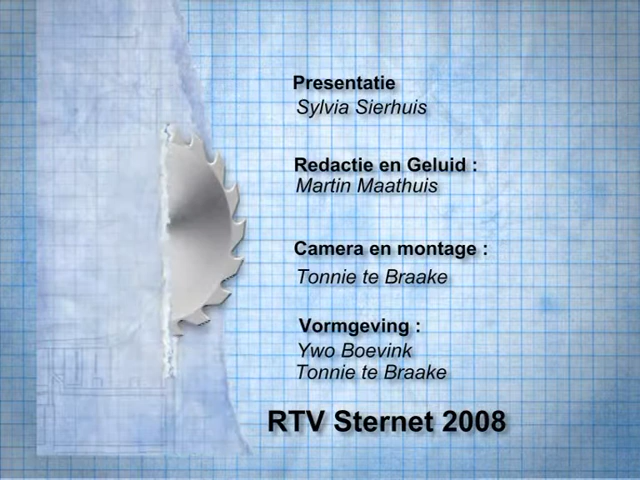 Presentatie
Sylvia Sierhuis
Redactie en Geluid :
Martin Maathuis
Camera en montage :
Tonnie te Braake
Vormgeving :
Ywo Boevink
Tonnie te Braake
RTV Sternet 2008